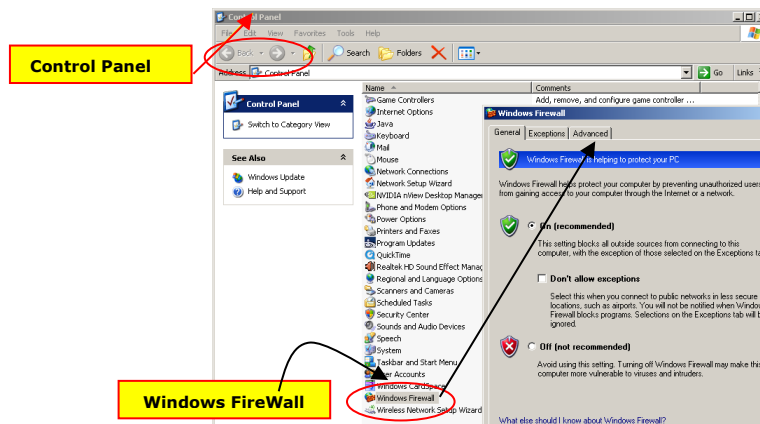 Control Panel
File Edit View Favorites Tools Help
Back Search Folders
Address Control Panel Go Links
Control Panel
Control Panel
Switch to Category View
See Also
Windows Update
Help and Support
Name Comments
Game Controllers Add, remove, and configure game controller ...
Internet Options
Java
Keyboard
Mail
Mouse
Network Connections
Network Setup Wizard
NVIDIA nView Desktop Manager
Phone and Modem Options
Power Options
Printers and Faxes
Program Updates
QuickTime
Realtek HD Sound Effect Manag
Regional and Language Options
Scanners and Cameras
Scheduled Tasks
Security Center
Sounds and Audio Devices
Speech
System
Taskbar and Start Menu
User Accounts
Windows CardSpace
Windows Firewall
Wireless Network Setup Wizard
Windows FireWall
Windows Firewall
General Exceptions Advanced
Windows Firewall is helping to protect your PC
Windows Firewall helps protect your computer by preventing unauthorized users
from gaining access to your computer through the Internet or a network.
On (recommended)
This setting blocks all outside sources from connecting to this
computer, with the exception of those selected on the Exceptions ta
Don't allow exceptions
Select this when you connect to public networks in less secure
locations, such as airports. You will not be notified when Window
Firewall blocks programs. Selections on the Exceptions tab will b
ignored.
Off (not recommended)
Avoid using this setting. Turning off Windows Firewall may make this
computer more vulnerable to viruses and intruders.
What else should I know about Windows Firewall?